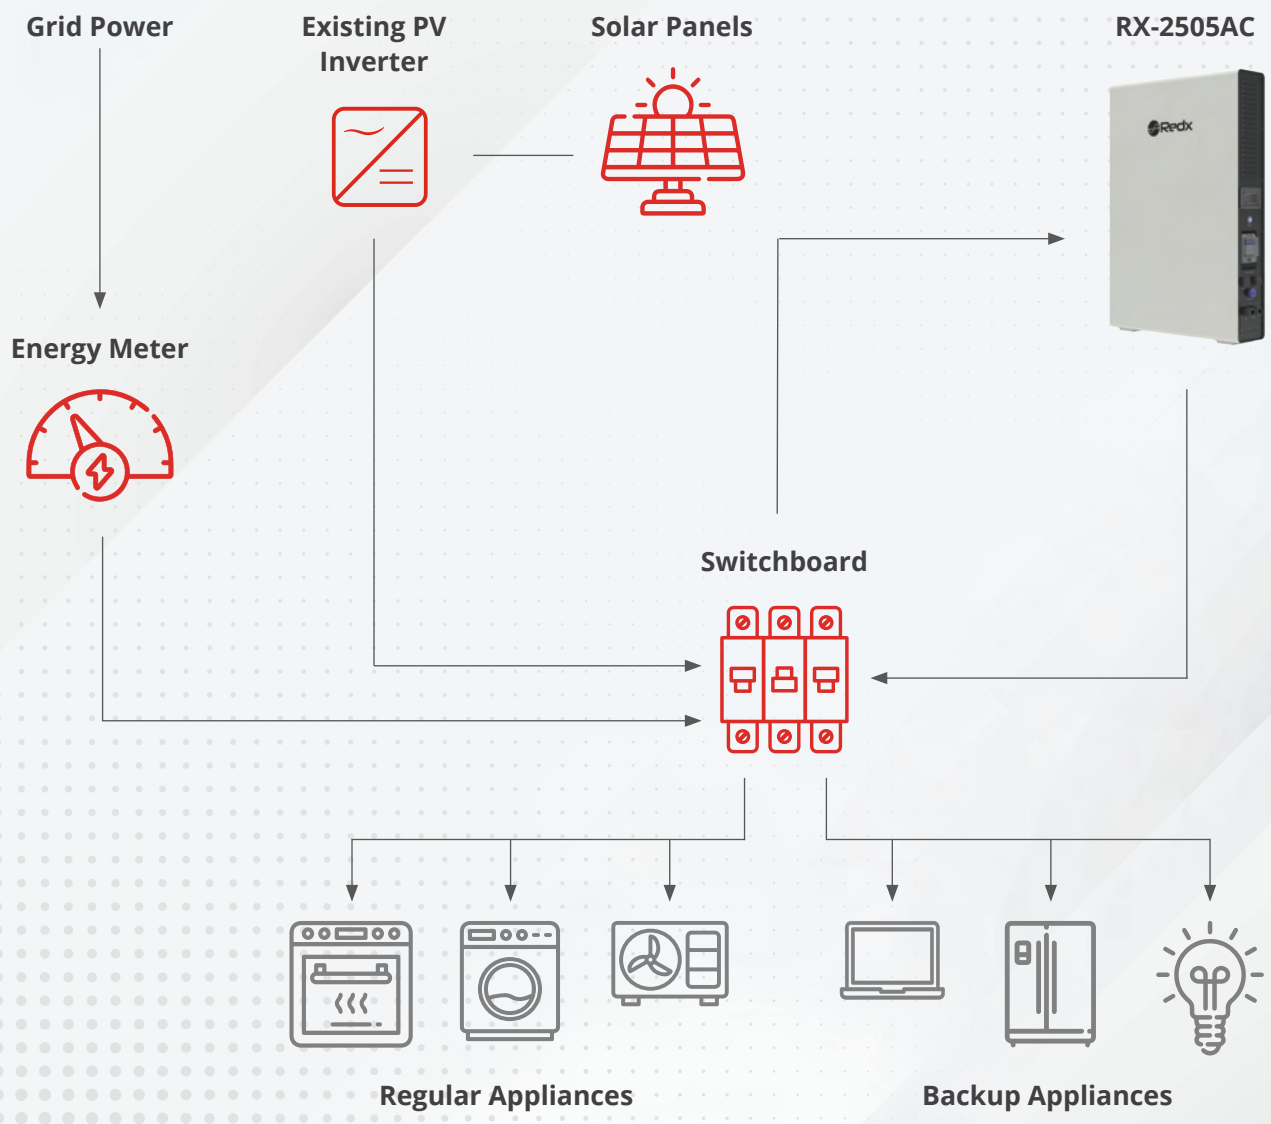 Grid Power
Existing PV
Inverter
Solar Panels
RX-2505AC
Redx
Energy Meter
Switchboard
Regular Appliances
Backup Appliances